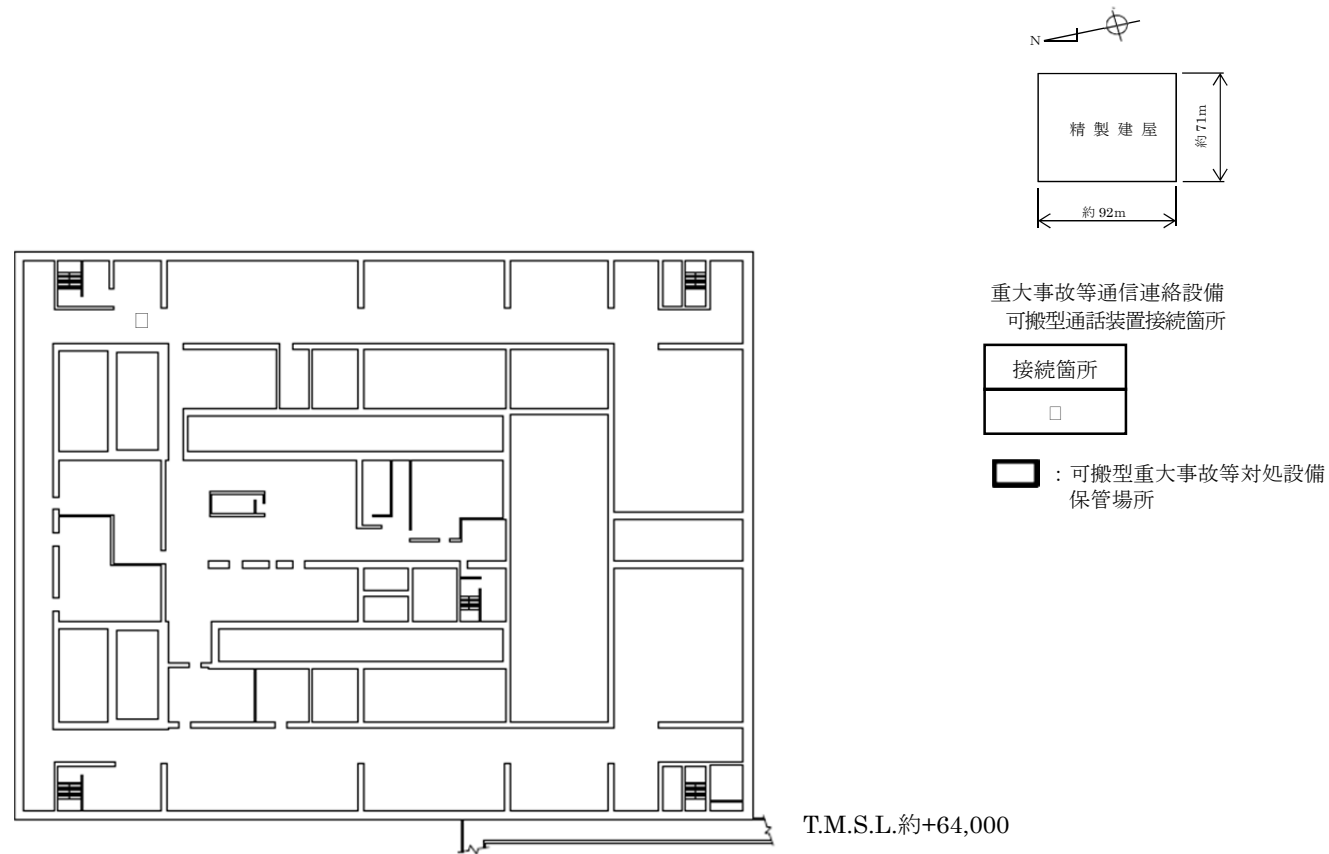 N
精製建屋
約71m
約92m
重大事故等通信連絡設備
可搬型通話装置接続箇所
接続箇所
□
□
：可搬型重大事故等対処設備
保管場所
T.M.S.L.約+64,000